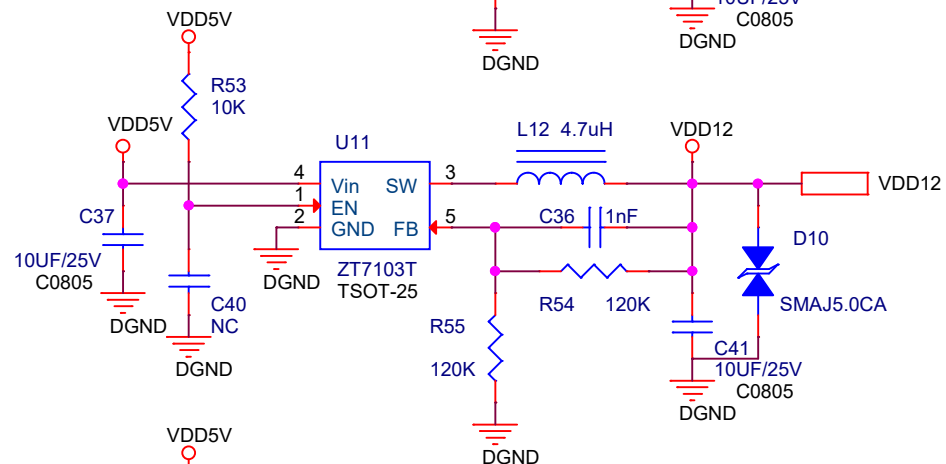 10UF/25V
C0805
DGND
DGND
VDD5V
R53
10K
VDD5V
U11
L12 4.7uH
VDD12
4
Vin
SW
3
VDD12
1
EN
C37
2
GND
FB
5
C36
1nF
D10
10UF/25V
C0805
DGND
ZT7103T
TSOT-25
DGND
C40
NC
R54
120K
SMAJ5.0CA
R55
120K
DGND
C41
10UF/25V
C0805
DGND
VDD5V
DGND